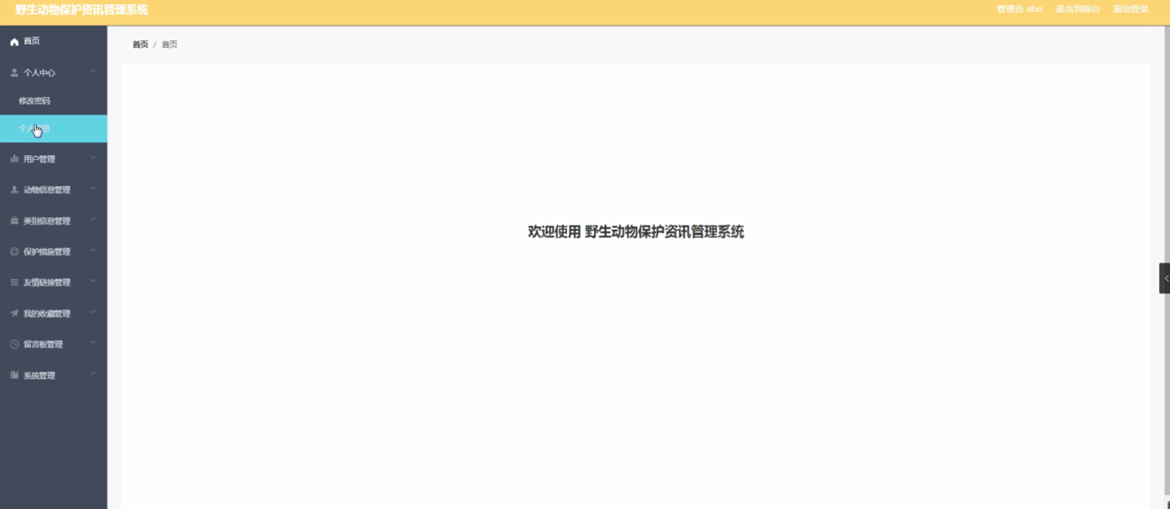 野生动物保护资讯管理系统
管理员 abo 退出到前台 退出登录
首页
首页 / 首页
个人中心
修改密码
用户管理
动物信息管理
类别信息管理
保护措施管理
友情链接管理
我的收藏管理
留言板管理
系统管理
欢迎使用 野生动物保护资讯管理系统